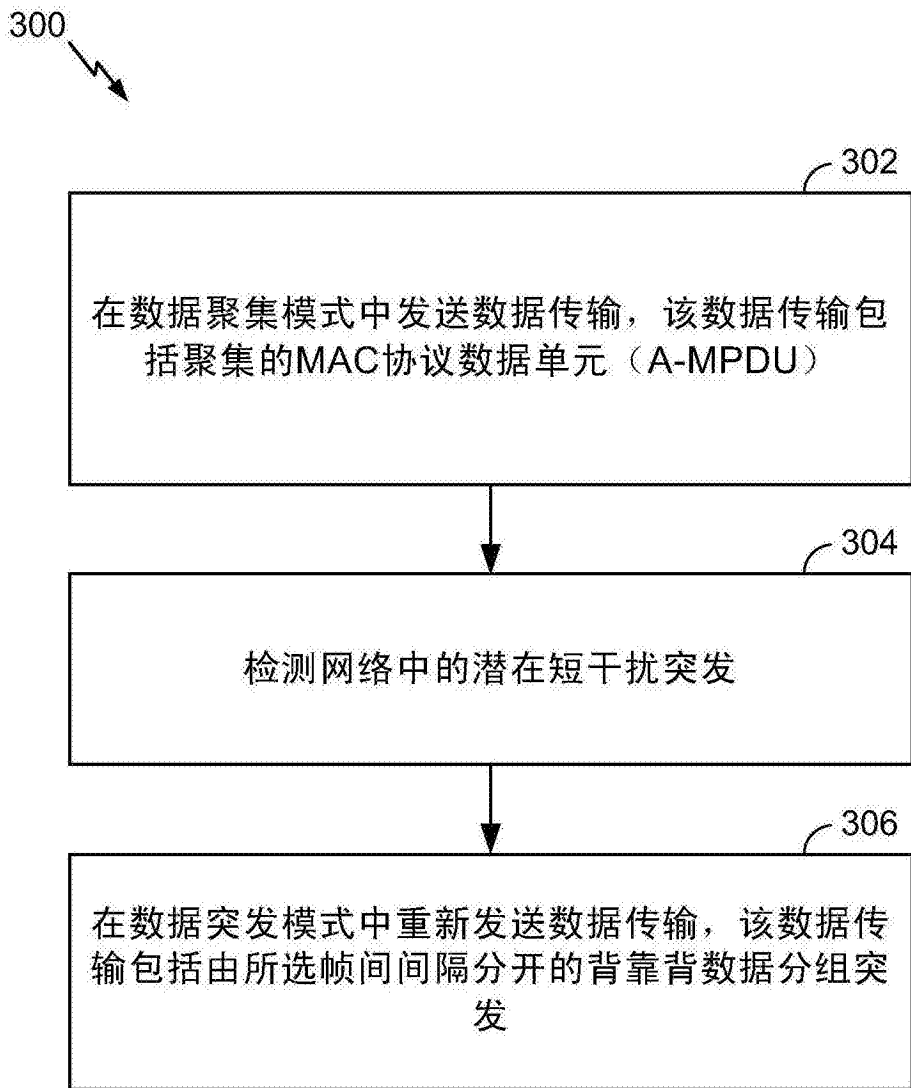 300
302
在数据聚集模式中发送数据传输，该数据传输包
括聚集的MAC协议数据单元（A-MPDU）
304
检测网络中的潜在短干扰突发
306
在数据突发模式中重新发送数据传输，该数据传
输包括由所选帧间间隔分开的背靠背数据分组突
发